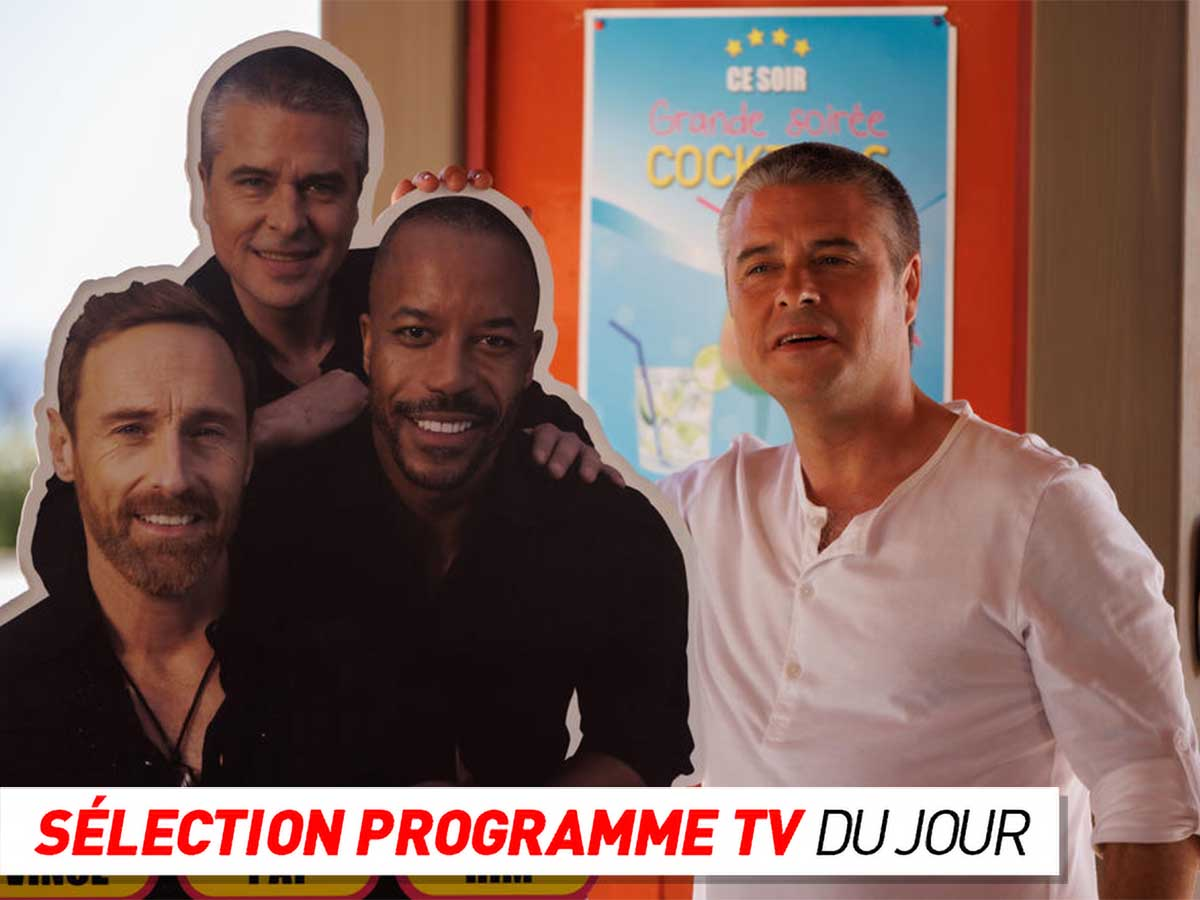 CE SOIR
Grande soirée
SÉLECTION PROGRAMME TV DU JOUR